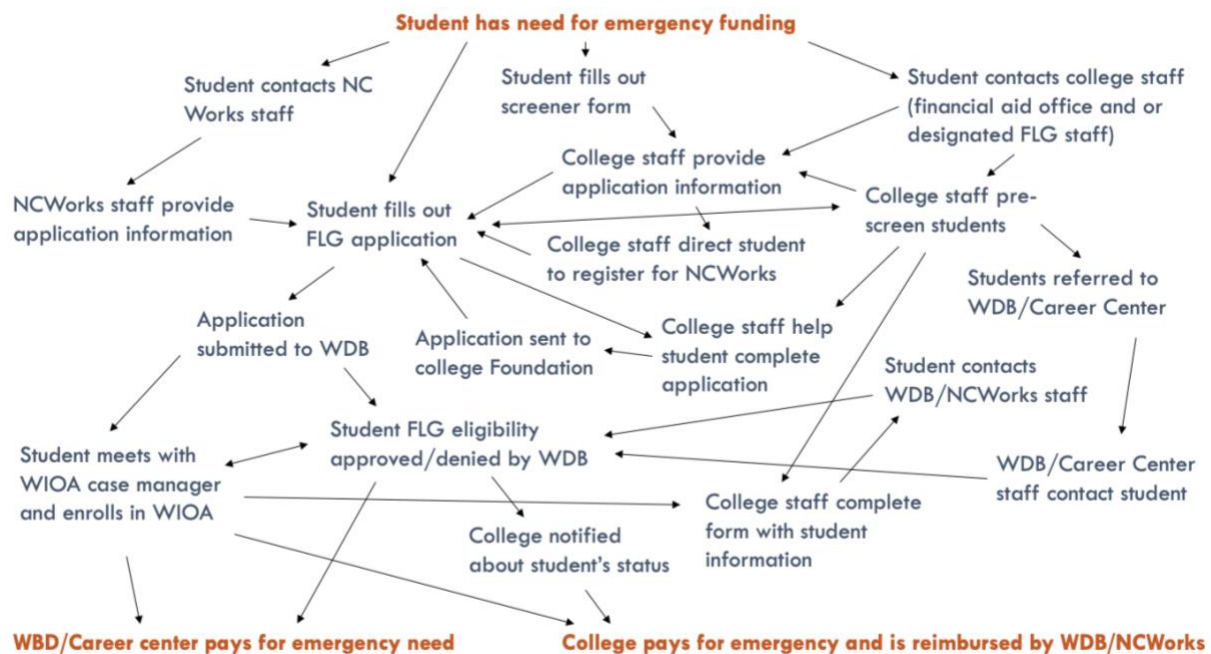 Student has need for emergency funding
Student contacts NC
Works staff
Student fills out
screener form
Student contacts college staff
(financial aid office and or
designated FLG staff)
College staff provide
application information
NCWorks staff provide
application information
Student fills out
FLG application
College staff pre-
screen students
College staff direct student
to register for NCWorks
Students referred to
WDB/Career Center
Application
submitted to WDB
Application sent to
college Foundation
College staff help
student complete
application
Student contacts
WDB/NCWorks staff
Student FLG eligibility
approved/denied by WDB
Student meets with
WIOA case manager
and enrolls in WIOA
WDB/Career Center
staff contact student
College staff complete
form with student
information
College notified
about student's status
WBD/Career center pays for emergency need
College pays for emergency and is reimbursed by WDB/NCWorks